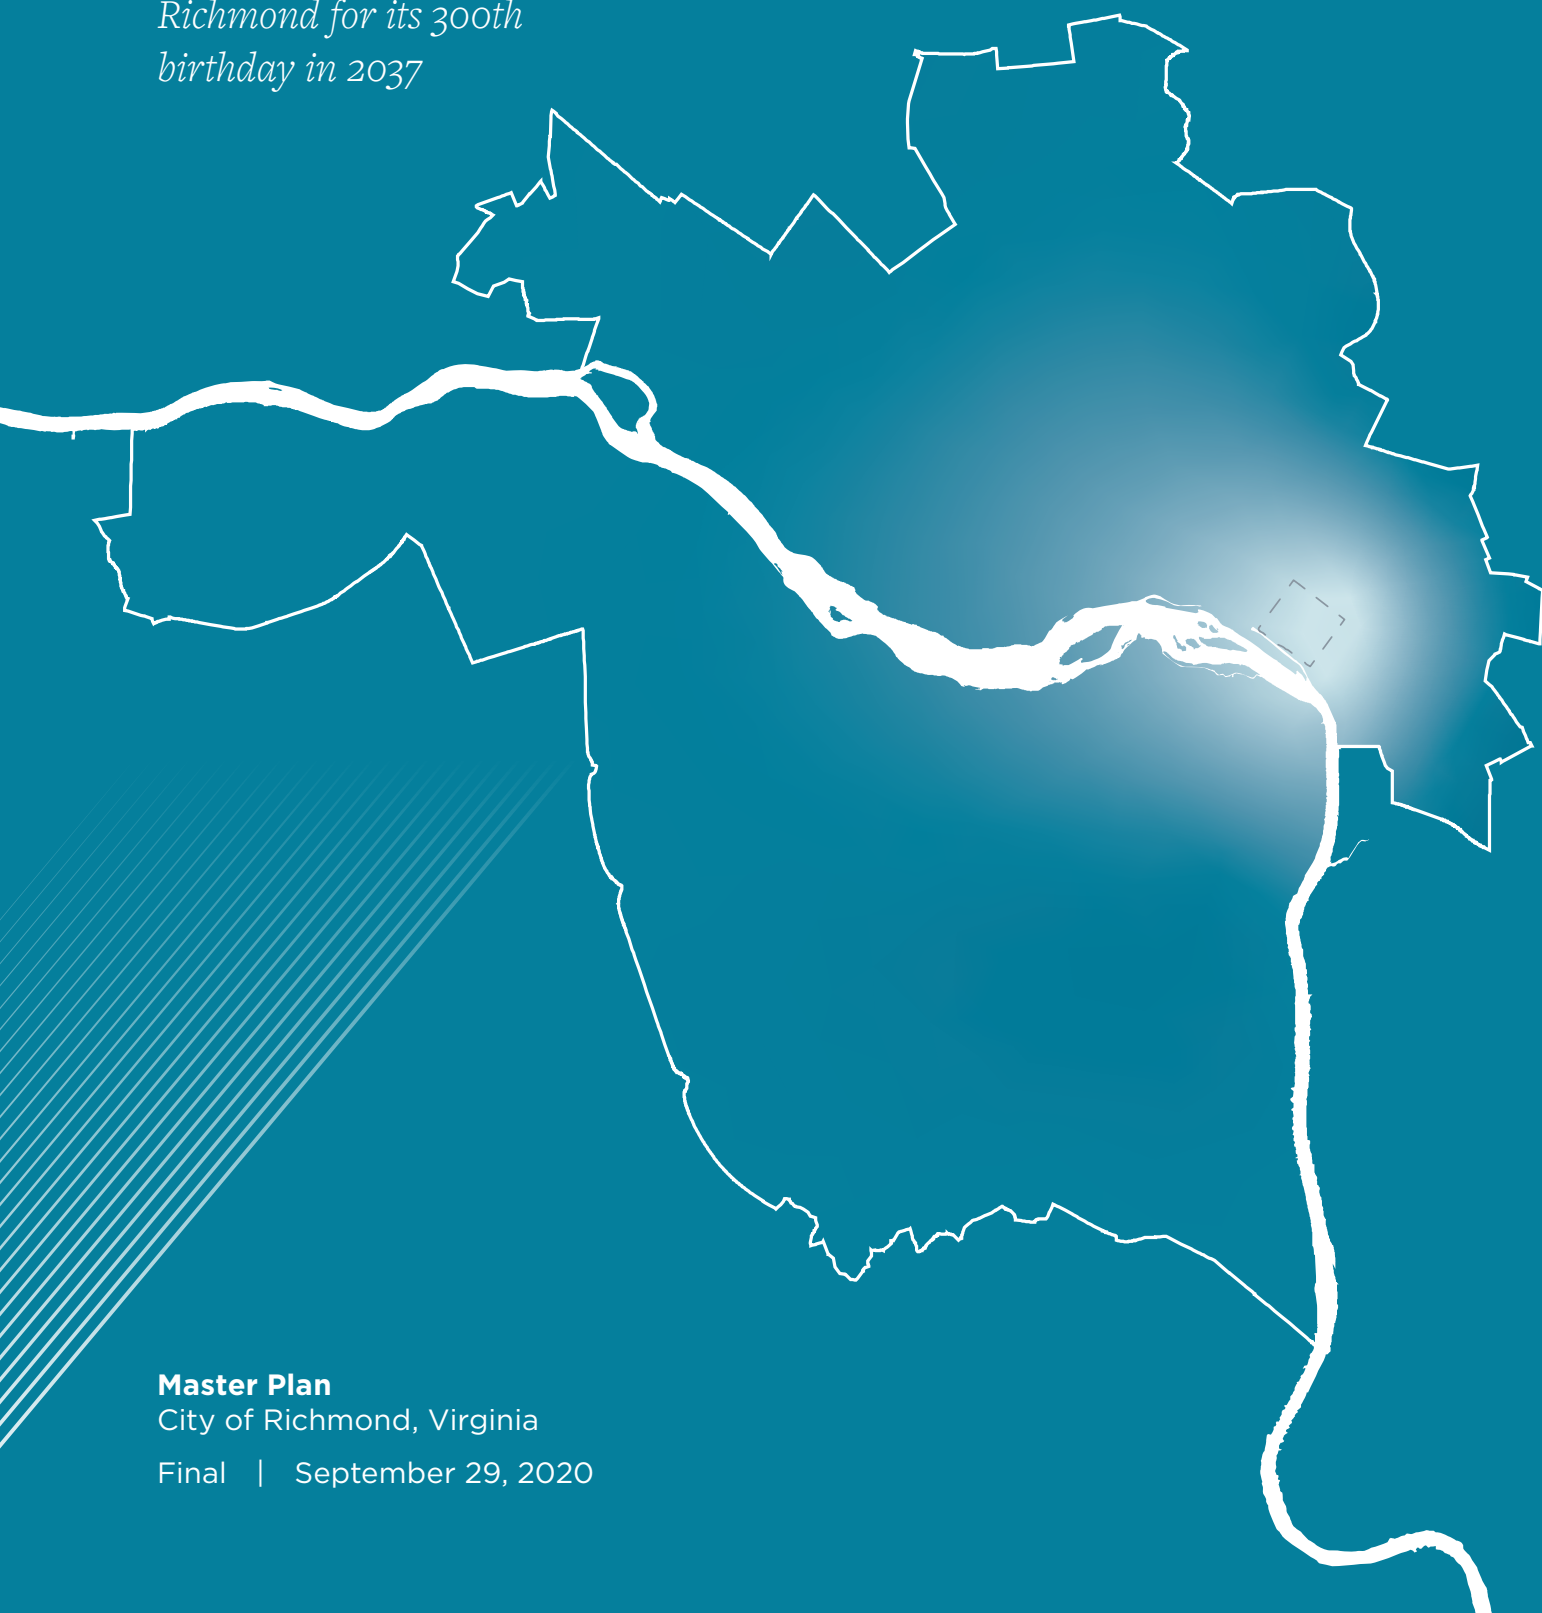 Richmond for its 300th
birthday in 2037
Master Plan
City of Richmond, Virginia
Final | September 29, 2020